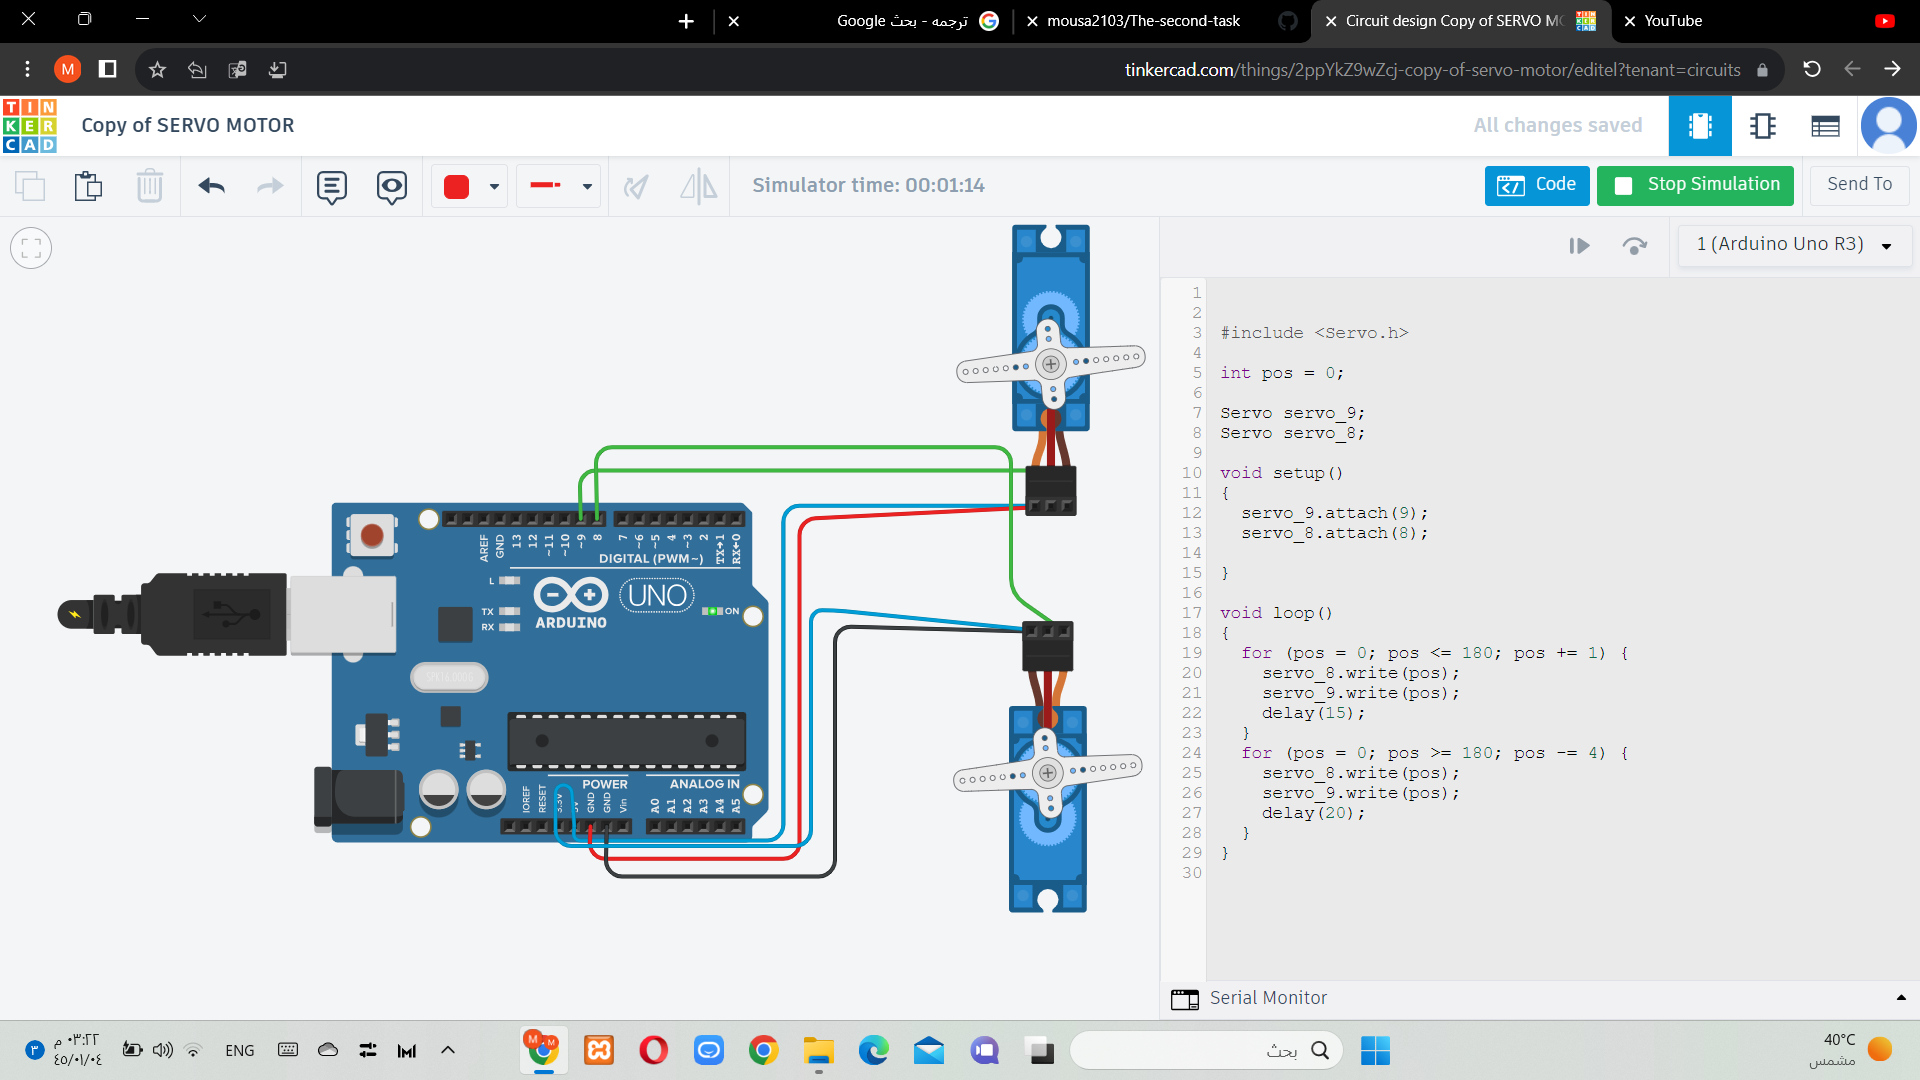 ترجمه - بحث Google
mousa2103/The-second-task
Circuit design Copy of SERVO M
YouTube
M
tinkercad.com/things/2ppYkZ9wZcj-copy-of-servo-motor/editel?tenant=circuits
TIN
KER
CAD
Copy of SERVO MOTOR
All changes saved
Simulator time: 00:01:14
Code
Stop Simulation
Send To
1 (Arduino Uno R3)
AREF
GND
13
12
~11
~10
~9
8
7
~6
~5
4
~3
2
TX→1
RX←0
DIGITAL (PWM~)
L
TX
RX
ARDUINO
UNO
ON
SPK16.000G
POWER
ANALOG IN
IOREF
RESET
3.3V
5V
GND
GND
Vin
A0
A1
A2
A3
A4
A5
1
2
3 #include <Servo.h>
4
5 int pos = 0;
6
7 Servo servo_9;
8 Servo servo_8;
9
10 void setup()
11 {
12 servo_9.attach(9);
13 servo_8.attach(8);
14
15 }
16
17 void loop()
18 {
19 for (pos = 0; pos <= 180; pos += 1) {
20 servo_8.write(pos);
21 servo_9.write(pos);
22 delay(15);
23 }
24 for (pos = 0; pos >= 180; pos -= 4) {
25 servo_8.write(pos);
26 servo_9.write(pos);
27 delay(20);
28 }
29 }
30
Serial Monitor
٣
٠٣:٢٢ م
٤٥/٠١/٠٤
ENG
M
M
بحث
40°C
مشمس